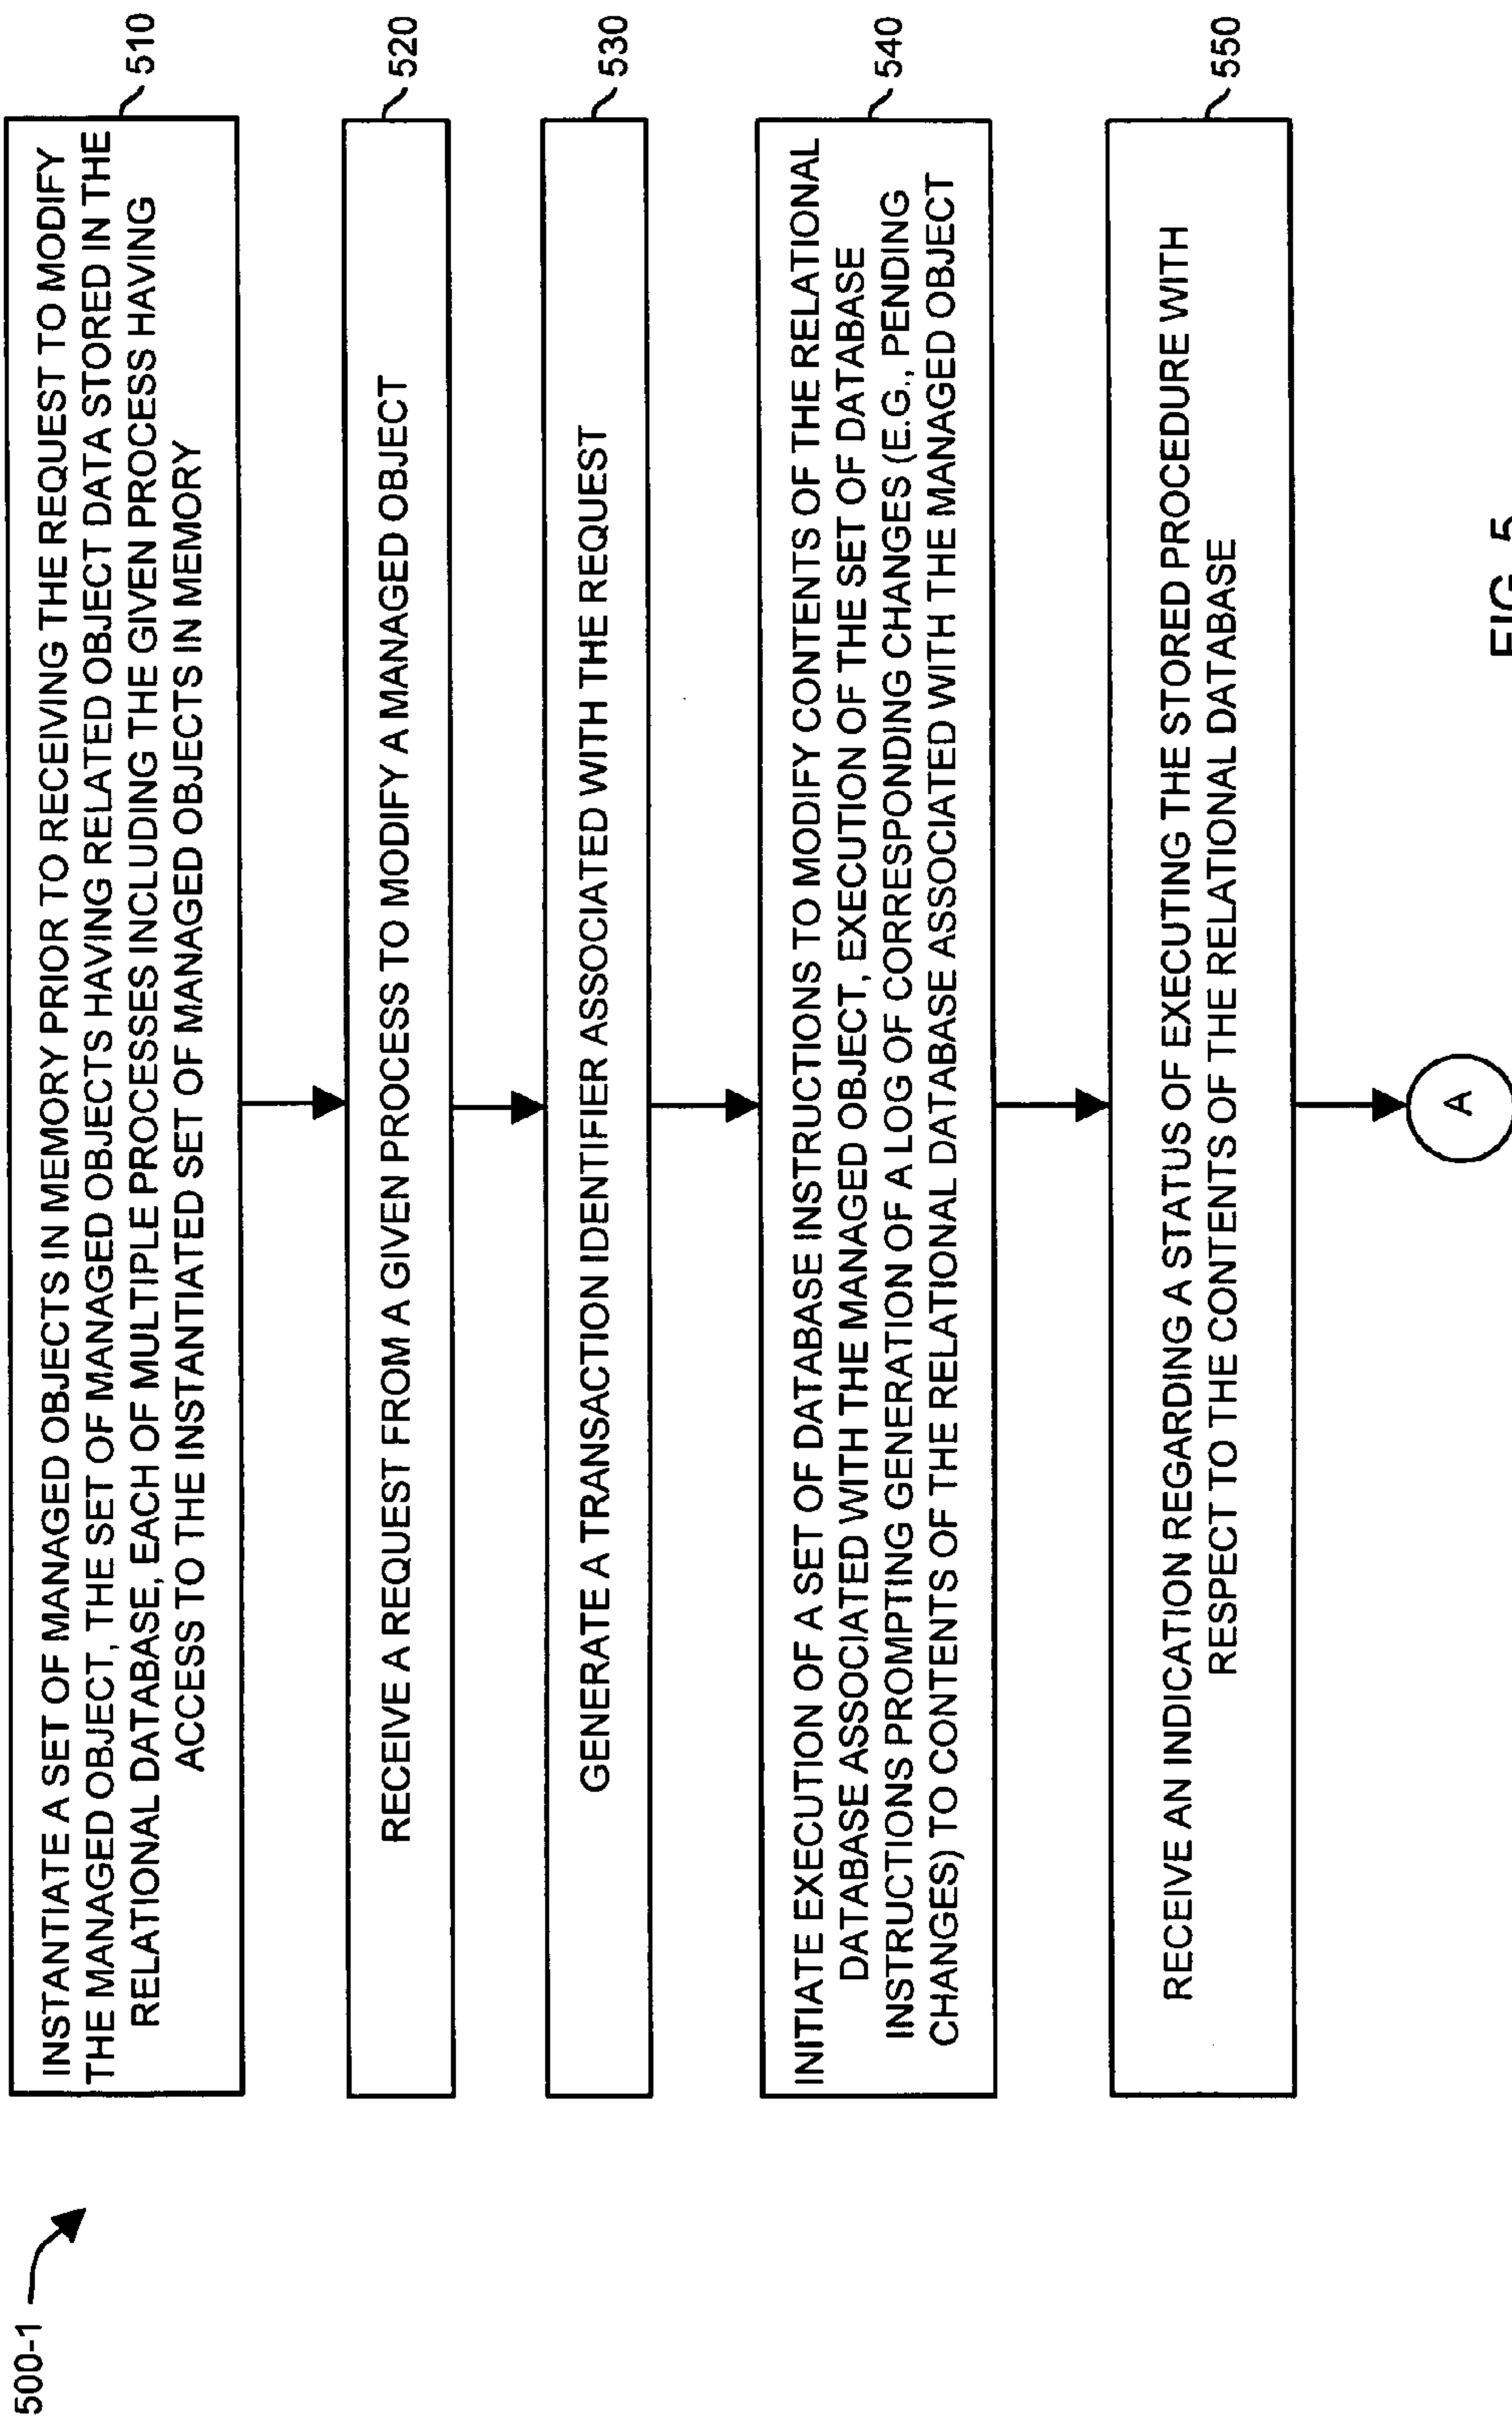 500-1
INSTANTIATE A SET OF MANAGED OBJECTS IN MEMORY PRIOR TO RECEIVING THE REQUEST TO MODIFY
THE MANAGED OBJECT, THE SET OF MANAGED OBJECTS HAVING RELATED OBJECT DATA STORED IN THE
RELATIONAL DATABASE, EACH OF MULTIPLE PROCESSES INCLUDING THE GIVEN PROCESS HAVING
ACCESS TO THE INSTANTIATED SET OF MANAGED OBJECTS IN MEMORY
510
RECEIVE A REQUEST FROM A GIVEN PROCESS TO MODIFY A MANAGED OBJECT
520
GENERATE A TRANSACTION IDENTIFIER ASSOCIATED WITH THE REQUEST
530
INITIATE EXECUTION OF A SET OF DATABASE INSTRUCTIONS TO MODIFY CONTENTS OF THE RELATIONAL
DATABASE ASSOCIATED WITH THE MANAGED OBJECT, EXECUTION OF THE SET OF DATABASE
INSTRUCTIONS PROMPTING GENERATION OF A LOG OF CORRESPONDING CHANGES (E.G., PENDING
CHANGES) TO CONTENTS OF THE RELATIONAL DATABASE ASSOCIATED WITH THE MANAGED OBJECT
540
RECEIVE AN INDICATION REGARDING A STATUS OF EXECUTING THE STORED PROCEDURE WITH
RESPECT TO THE CONTENTS OF THE RELATIONAL DATABASE
550
A
FIG. 5